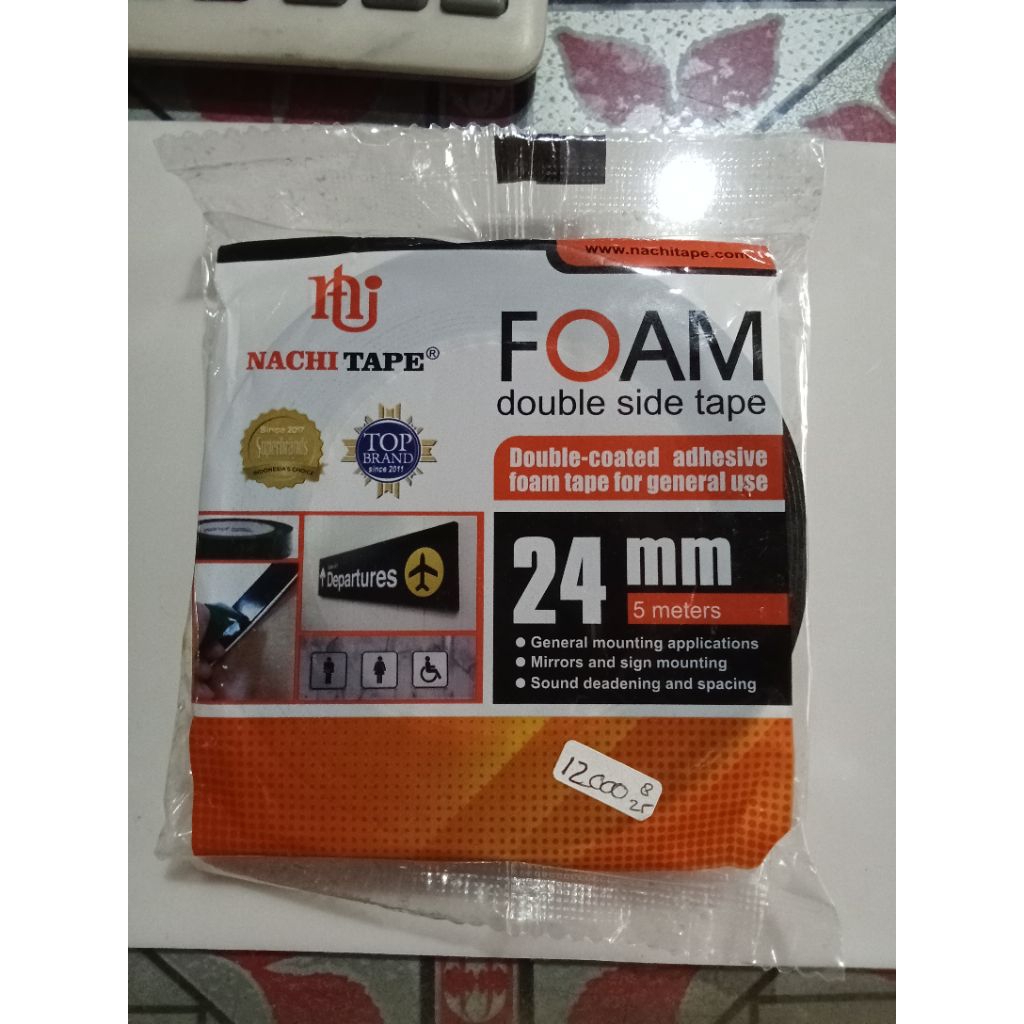 www.nachitape.com
NACHI TAPE®
FOAM
double side tape
Since 2017
Superbrands
INDONESIA'S CHOICE
TOP
BRAND
since 2011
Double-coated adhesive
foam tape for general use
Departures
24 mm
5 meters
● General mounting applications
● Mirrors and sign mounting
● Sound deadening and spacing
12.000 8
25